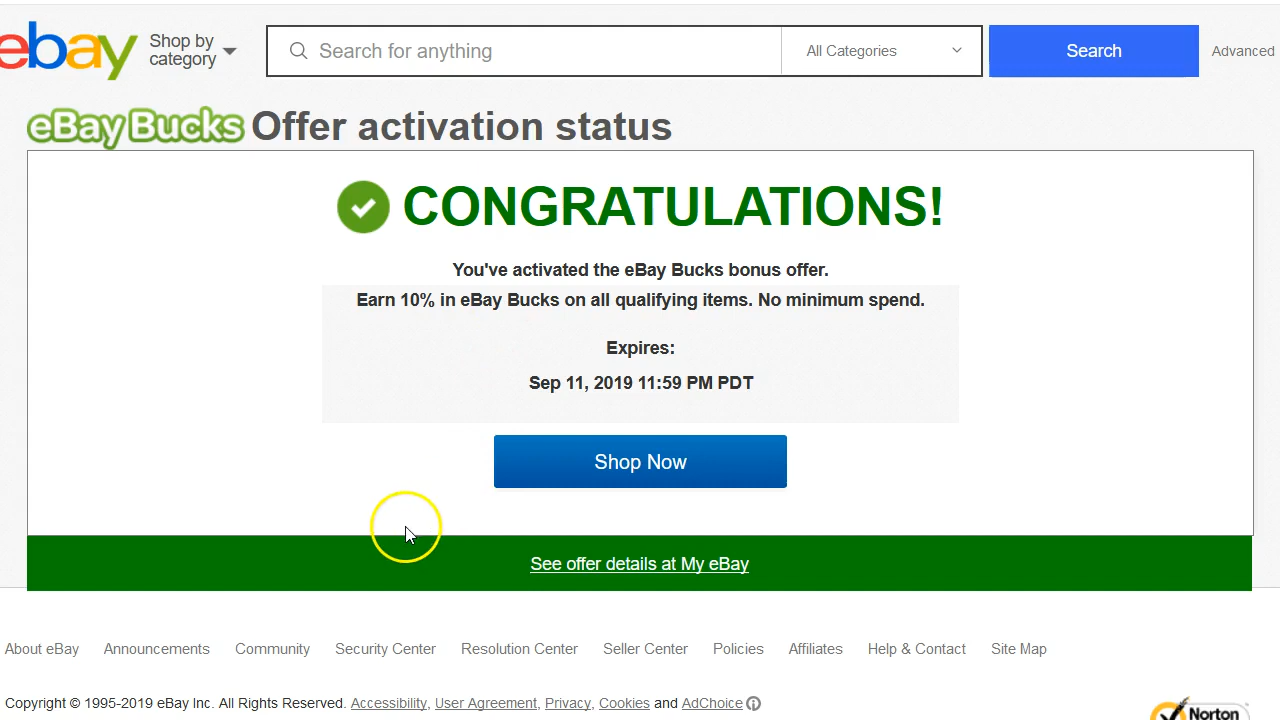 ebay
Shop by
category
Search for anything
All Categories
Search
Advanced
eBay Bucks Offer activation status
CONGRATULATIONS!
You've activated the eBay Bucks bonus offer.
Earn 10% in eBay Bucks on all qualifying items. No minimum spend.
Expires:
Sep 11, 2019 11:59 PM PDT
Shop Now
See offer details at My eBay
About eBay Announcements Community Security Center Resolution Center Seller Center Policies Affiliates Help & Contact Site Map
Copyright © 1995-2019 eBay Inc. All Rights Reserved. Accessibility, User Agreement, Privacy, Cookies and AdChoice
Norton